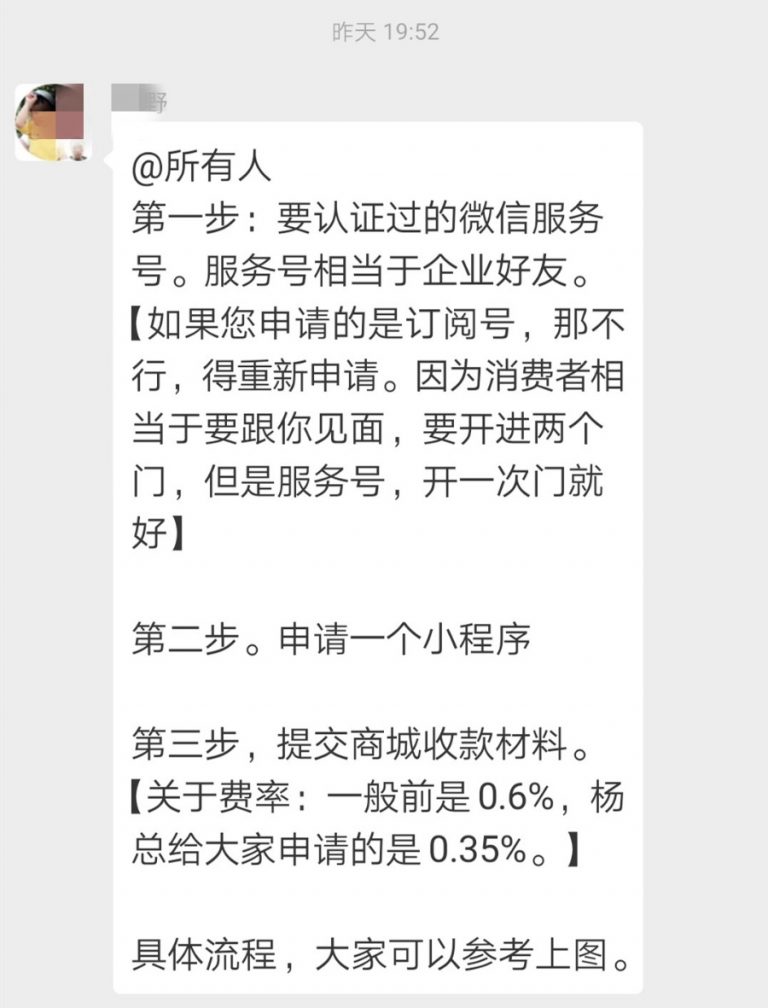 昨天 19:52
野
@所有人
第一步：要认证过的微信服务
号。服务号相当于企业好友。
【如果您申请的是订阅号，那不
行，得重新申请。因为消费者相
当于要跟你见面，要开进两个
门，但是服务号，开一次门就
好】
第二步。申请一个小程序
第三步，提交商城收款材料。
【关于费率：一般前是0.6%，杨
总给大家申请的是0.35%。】
具体流程，大家可以参考上图。